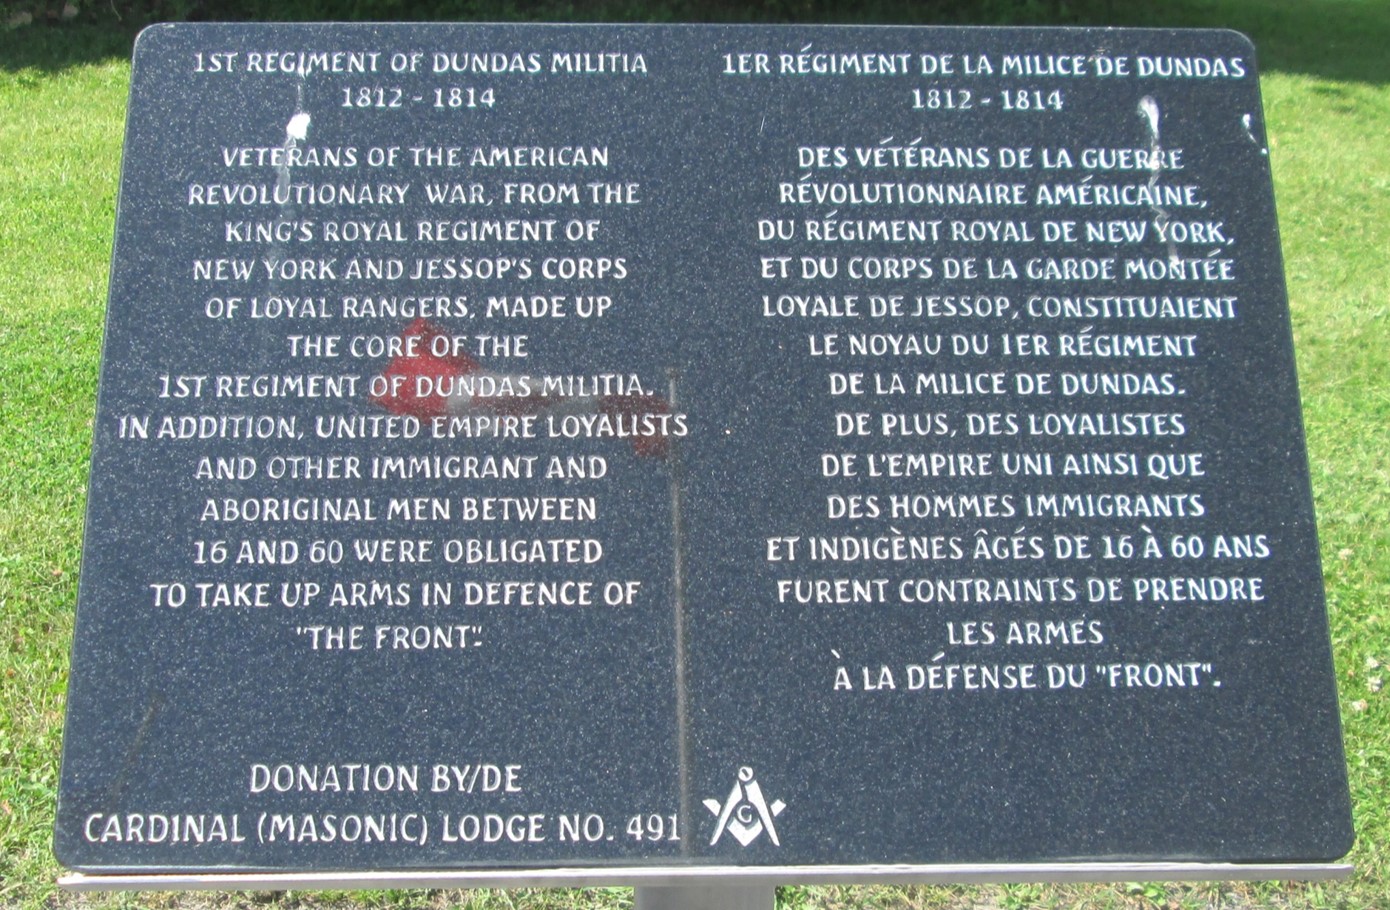 1ST REGIMENT OF DUNDAS MILITIA
1812 - 1814
VETERANS OF THE AMERICAN
REVOLUTIONARY WAR, FROM THE
KING'S ROYAL REGIMENT OF
NEW YORK AND JESSOP'S CORPS
OF LOYAL RANGERS, MADE UP
THE CORE OF THE
1ST REGIMENT OF DUNDAS MILITIA.
IN ADDITION, UNITED EMPIRE LOYALISTS
AND OTHER IMMIGRANT AND
ABORIGINAL MEN BETWEEN
16 AND 60 WERE OBLIGATED
TO TAKE UP ARMS IN DEFENCE OF
"THE FRONT".
1ER RÉGIMENT DE LA MILICE DE DUNDAS
1812 - 1814
DES VÉTÉRANS DE LA GUERRE
RÉVOLUTIONNAIRE AMÉRICAINE,
DU RÉGIMENT ROYAL DE NEW YORK,
ET DU CORPS DE LA GARDE MONTÉE
LOYALE DE JESSOP, CONSTITUAIENT
LE NOYAU DU 1ER RÉGIMENT
DE LA MILICE DE DUNDAS.
DE PLUS, DES LOYALISTES
DE L'EMPIRE UNI AINSI QUE
DES HOMMES IMMIGRANTS
ET INDIGÈNES ÂGÉS DE 16 À 60 ANS
FURENT CONTRAINTS DE PRENDRE
LES ARMES
À LA DÉFENSE DU "FRONT".
DONATION BY/DE
CARDINAL (MASONIC) LODGE NO. 491
G